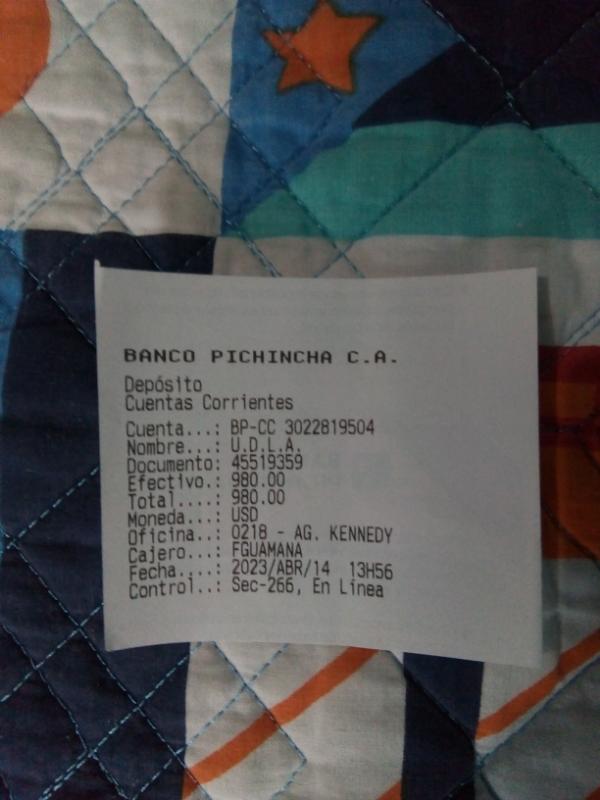 BANCO PICHINCHA C.A.
Depósito
Cuentas Corrientes
Cuenta...: BP-CC 3022819504
Nombre...: U.D.L.A.
Documento: 45519359
Efectivo.: 980.00
Total....: 980.00
Moneda...: USD
Oficina..: 0218 - AG. KENNEDY
Cajero...: FGUAMANA
Fecha....: 2023/ABR/14 13H56
Control..: Sec-266, En Línea